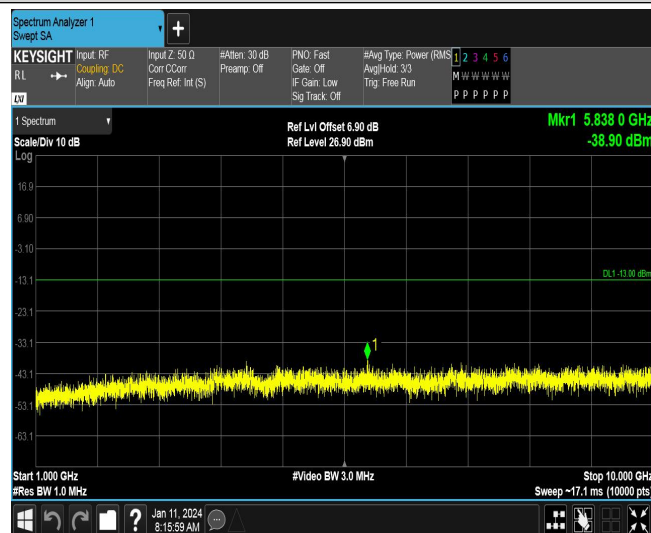 Spectrum Analyzer 1
Swept SA
+
KEYSIGHT
RL
LXI
Input: RF
Coupling: DC
Align: Auto
Input Z: 50 Ω
Corr CCorr
Freq Ref: Int (S)
#Atten: 30 dB
Preamp: Off
PNO: Fast
Gate: Off
IF Gain: Low
Sig Track: Off
#Avg Type: Power (RMS
Avg|Hold: 3/3
Trig: Free Run
1 2 3 4 5 6
M W W W W W
P P P P P P
1 Spectrum
Scale/Div 10 dB
Log
Ref Lvl Offset 6.90 dB
Ref Level 26.90 dBm
Mkr1 5.838 0 GHz
-38.90 dBm
16.9
6.90
-3.10
-13.1
DL1 -13.00 dBm
-23.1
-33.1
1
-43.1
-53.1
-63.1
Start 1.000 GHz
#Res BW 1.0 MHz
#Video BW 3.0 MHz
Stop 10.000 GHz
Sweep ~17.1 ms (10000 pts)
?
Jan 11, 2024
8:15:59 AM